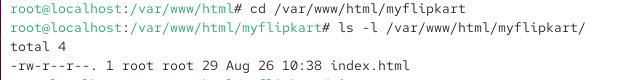 root@localhost:/var/www/html# cd /var/www/html/myflipkart
root@localhost:/var/www/html/myflipkart# ls -l /var/www/html/myflipkart/
total 4
-rw-r--r--. 1 root root 29 Aug 26 10:38 index.html